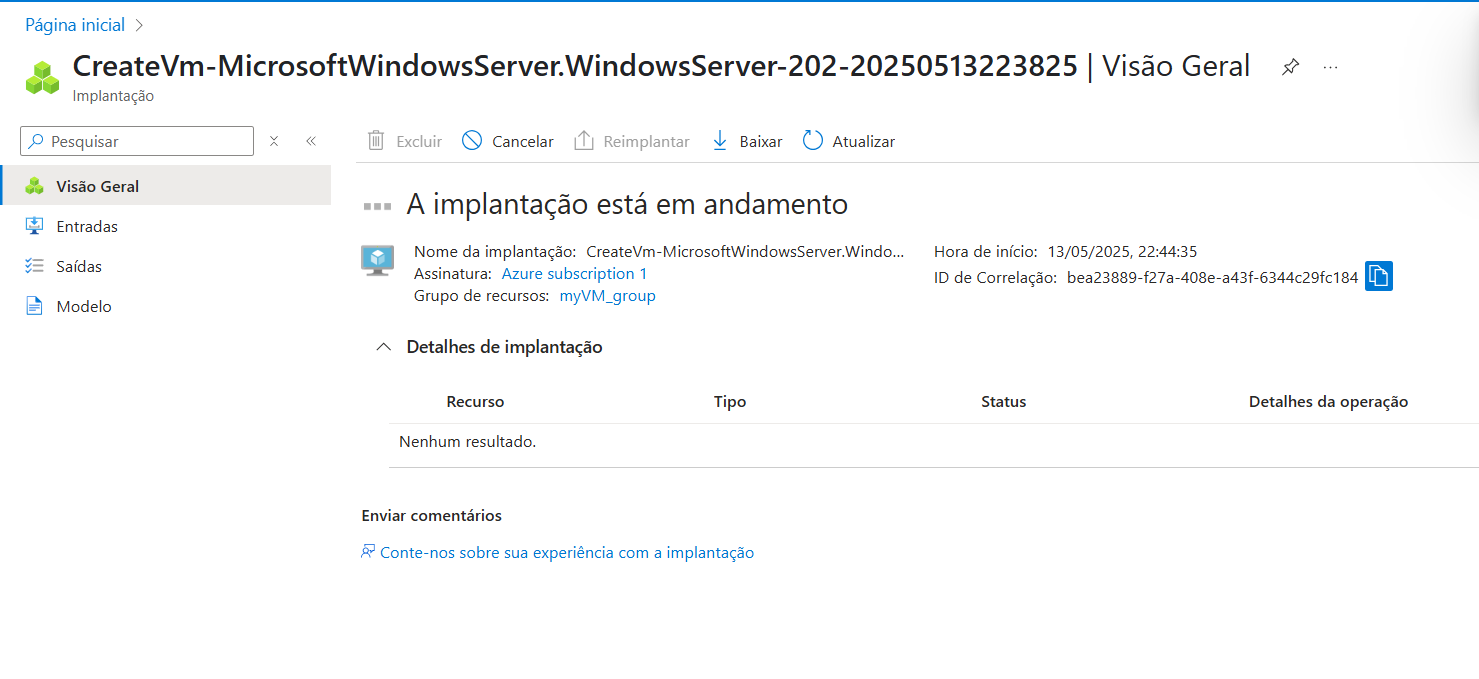 Página inicial >
CreateVm-MicrosoftWindowsServer.WindowsServer-202-20250513223825 | Visão Geral
Implantação
Pesquisar
Excluir Cancelar Reimplantar Baixar Atualizar
Visão Geral
Entradas
Saídas
Modelo
A implantação está em andamento
Nome da implantação: CreateVm-MicrosoftWindowsServer.Windo...
Assinatura: Azure subscription 1
Grupo de recursos: myVM_group
Hora de início: 13/05/2025, 22:44:35
ID de Correlação: bea23889-f27a-408e-a43f-6344c29fc184
Detalhes de implantação
Recurso Tipo Status Detalhes da operação
Nenhum resultado.
Enviar comentários
Conte-nos sobre sua experiência com a implantação